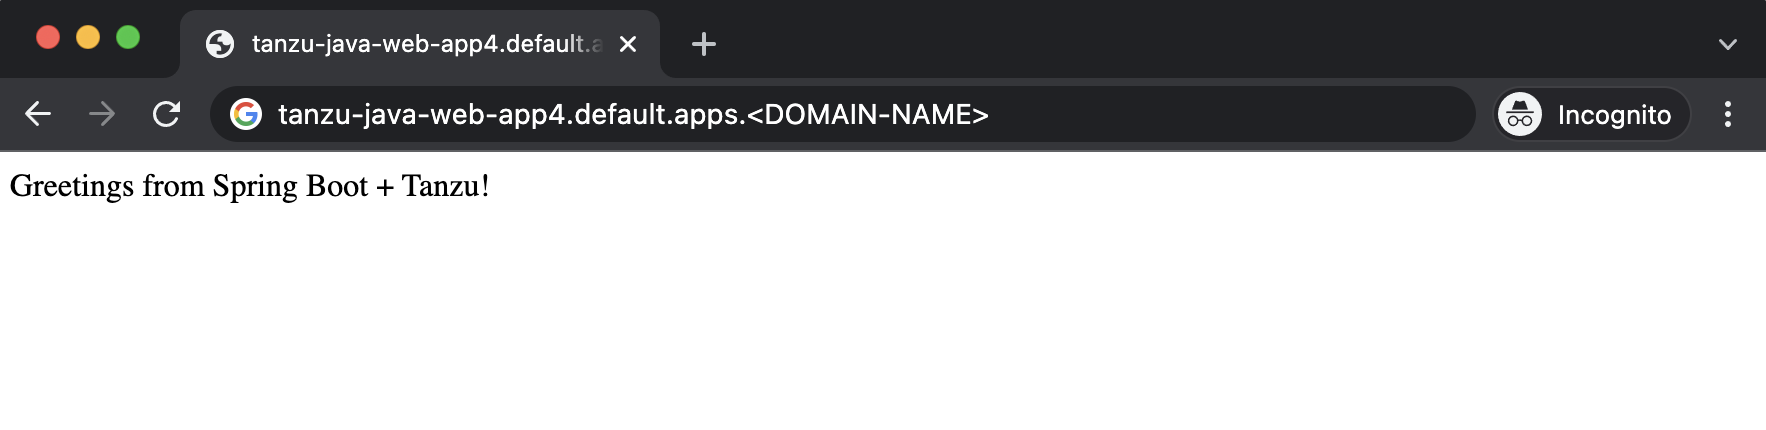 tanzu-java-web-app4.default.a
tanzu-java-web-app4.default.apps.<DOMAIN-NAME>
Incognito
Greetings from Spring Boot + Tanzu!